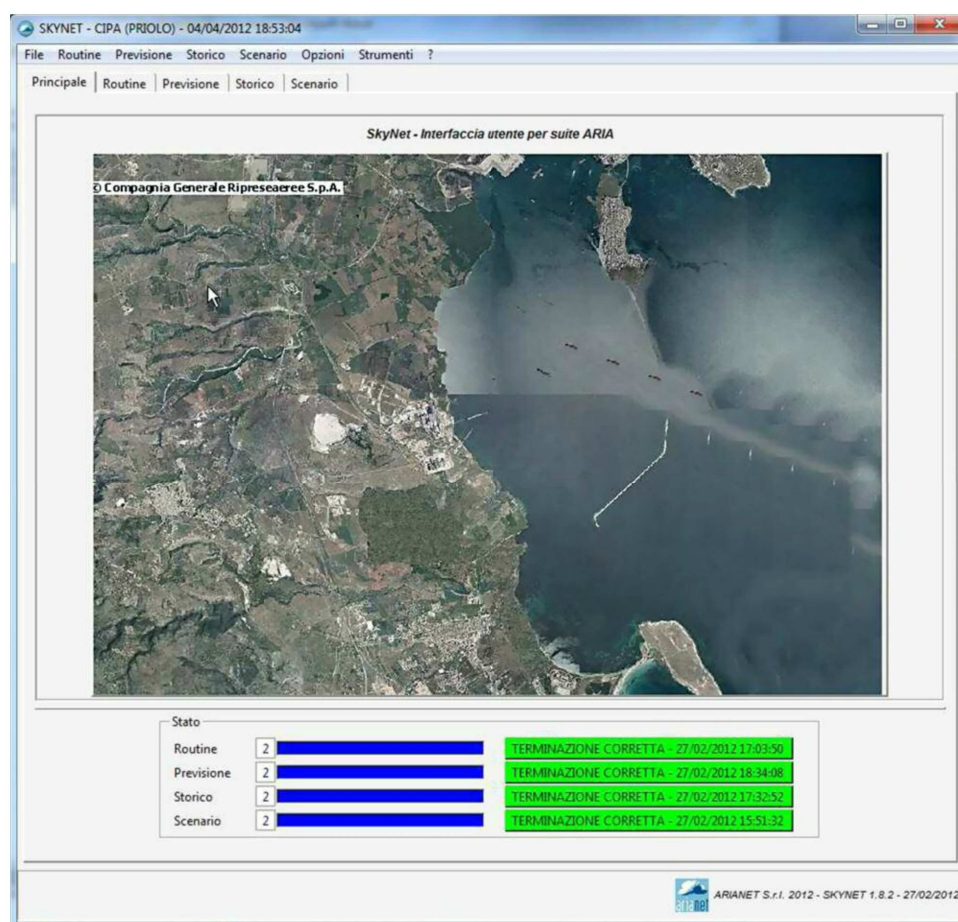 SKYNET - CIPA (PRIOLO) - 04/04/2012 18:53:04
File Routine Previsione Storico Scenario Opzioni Strumenti ?
Principale Routine Previsione Storico Scenario
SkyNet - Interfaccia utente per suite ARIA
© Compagnia Generale Ripreseaeree S.p.A.
Stato
Routine 2 TERMINAZIONE CORRETTA - 27/02/2012 17:03:50
Previsione 2 TERMINAZIONE CORRETTA - 27/02/2012 18:34:08
Storico 2 TERMINAZIONE CORRETTA - 27/02/2012 17:32:52
Scenario 2 TERMINAZIONE CORRETTA - 27/02/2012 15:51:32
arianet ARIANET S.r.l. 2012 - SKYNET 1.8.2 - 27/02/2012